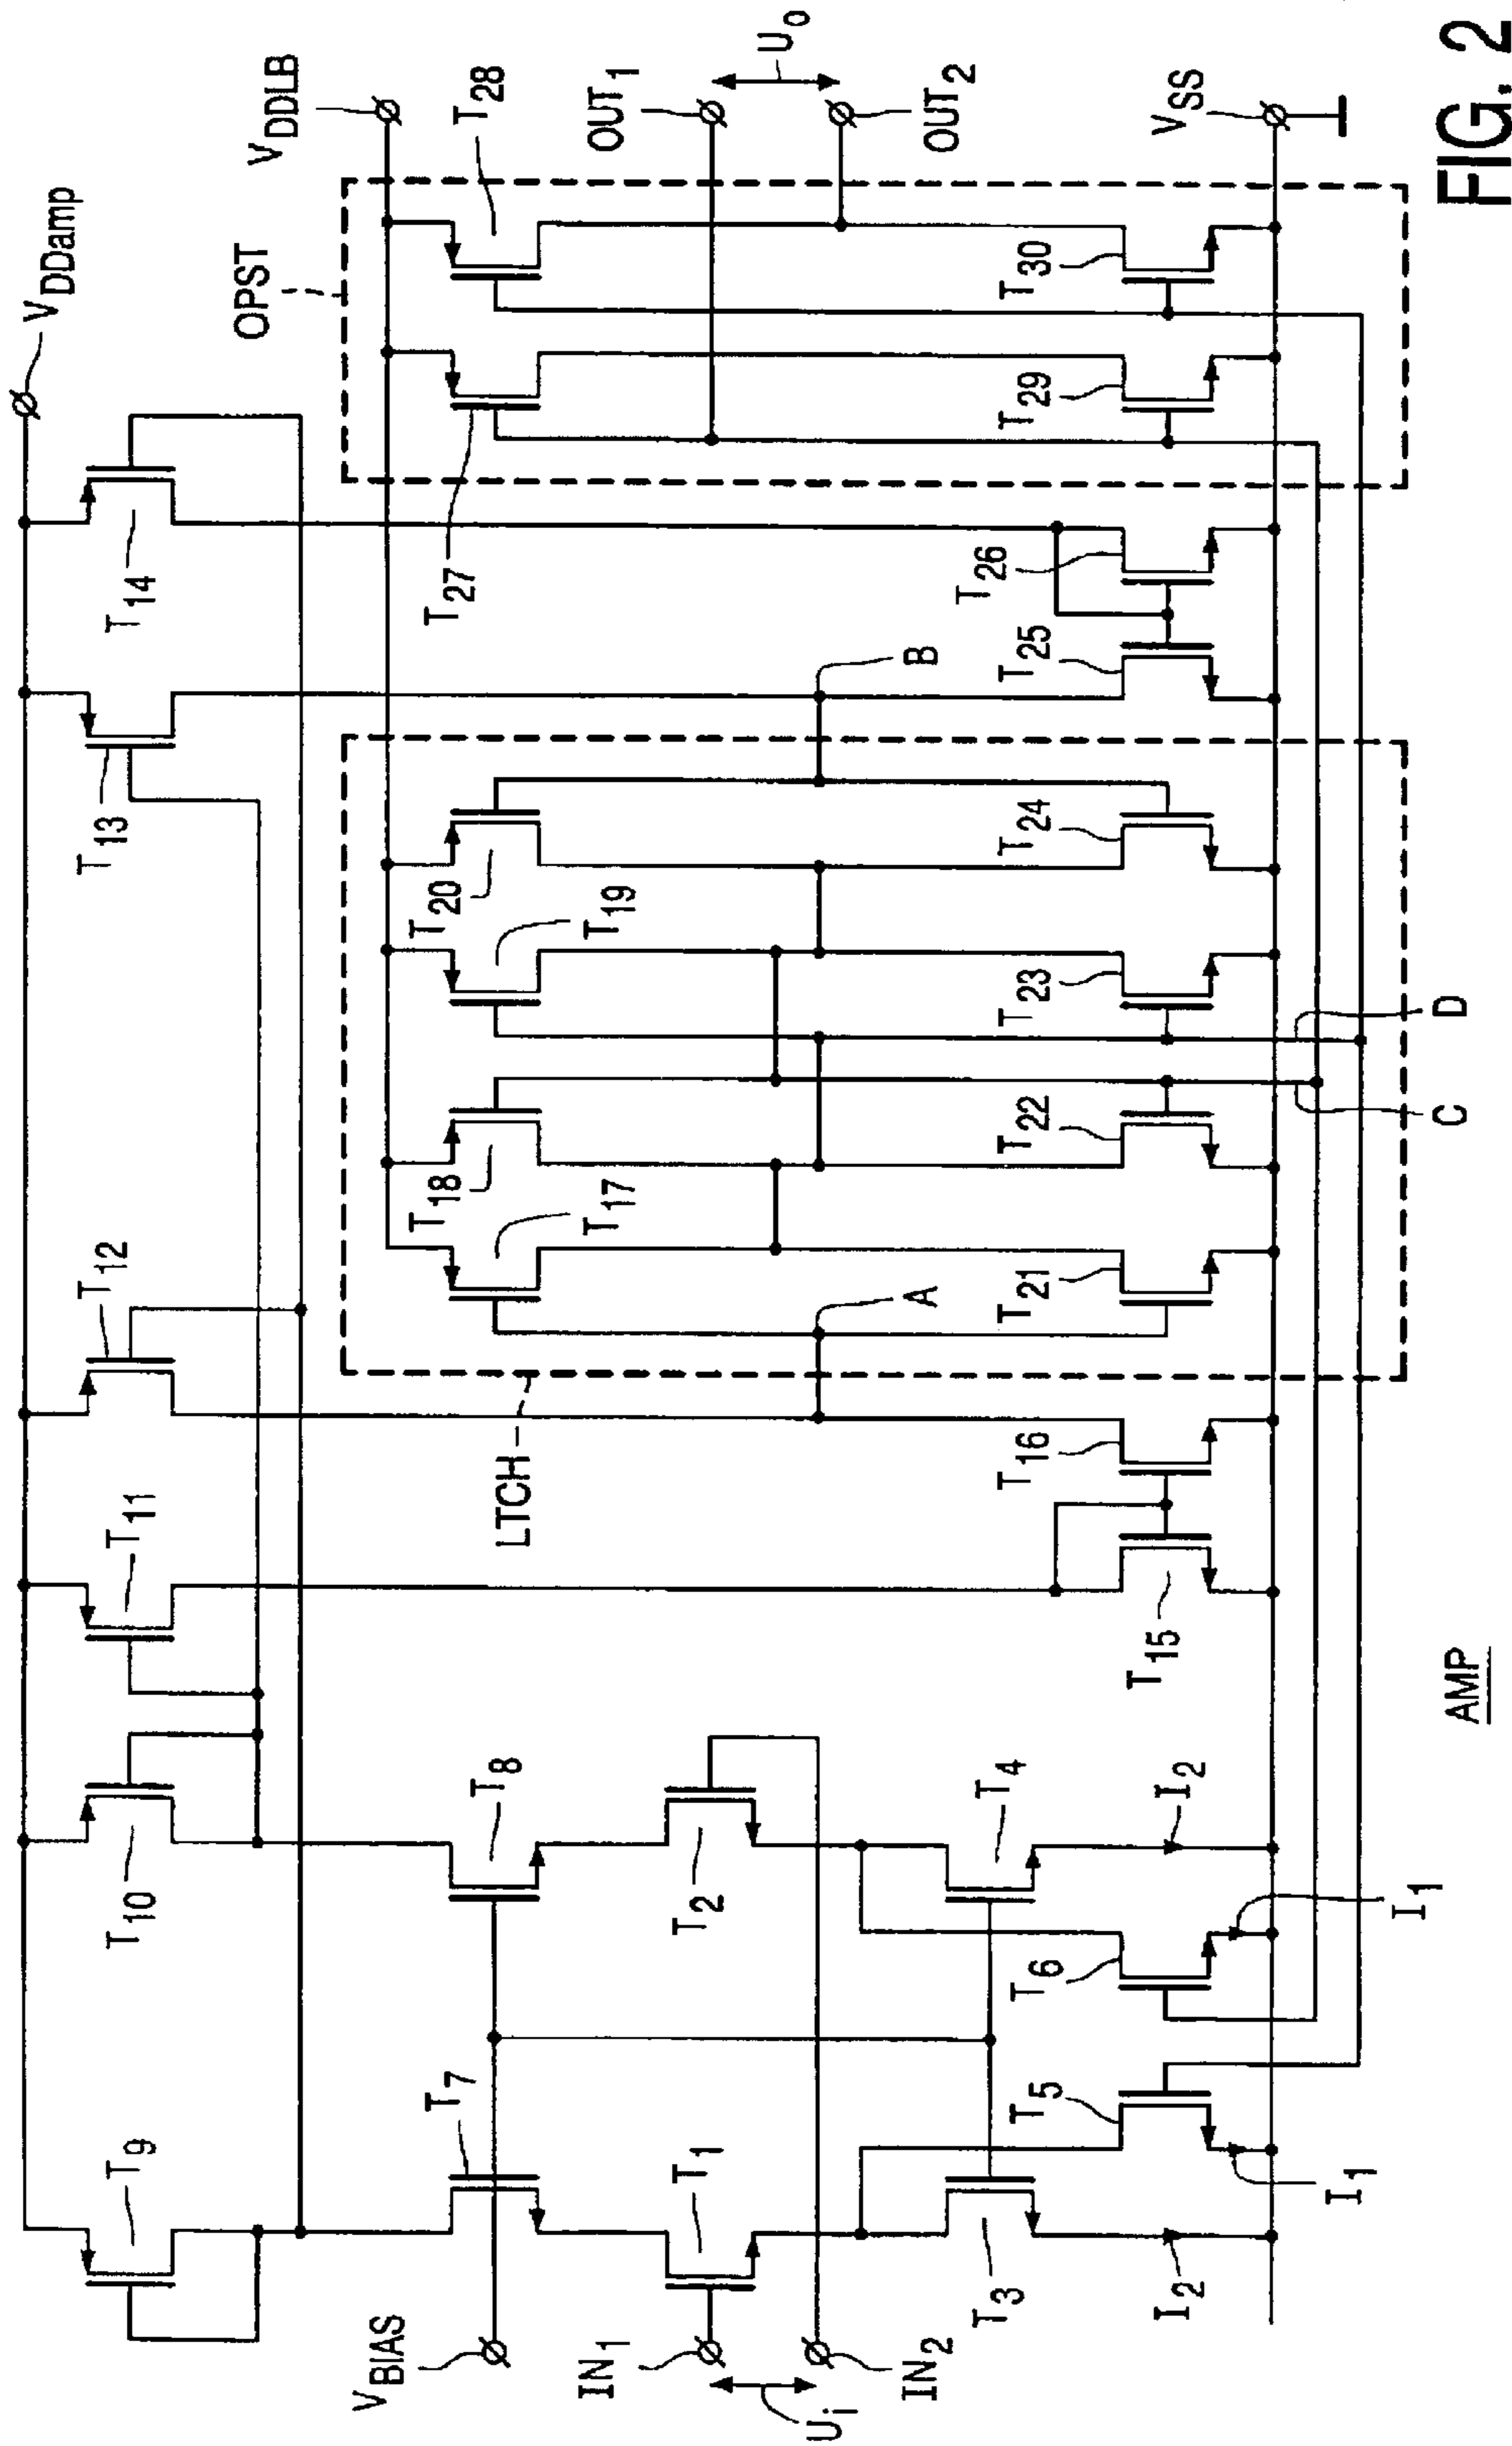 V_DDamp
T_9
T_10
T_11
T_12
T_13
T_14
V_BIAS
T_7
T_8
LTCH
T_17
T_18
T_19
T_20
T_27
OPST
T_28
V_DDLB
IN_1
U_i
IN_2
T_1
T_2
A
B
OUT_1
U_o
OUT_2
T_3
T_4
T_5
T_6
T_15
T_16
T_21
T_22
T_23
T_24
T_25
T_26
T_29
T_30
V_SS
I_2
I_1
I_1
I_2
C
D
AMP
FIG. 2